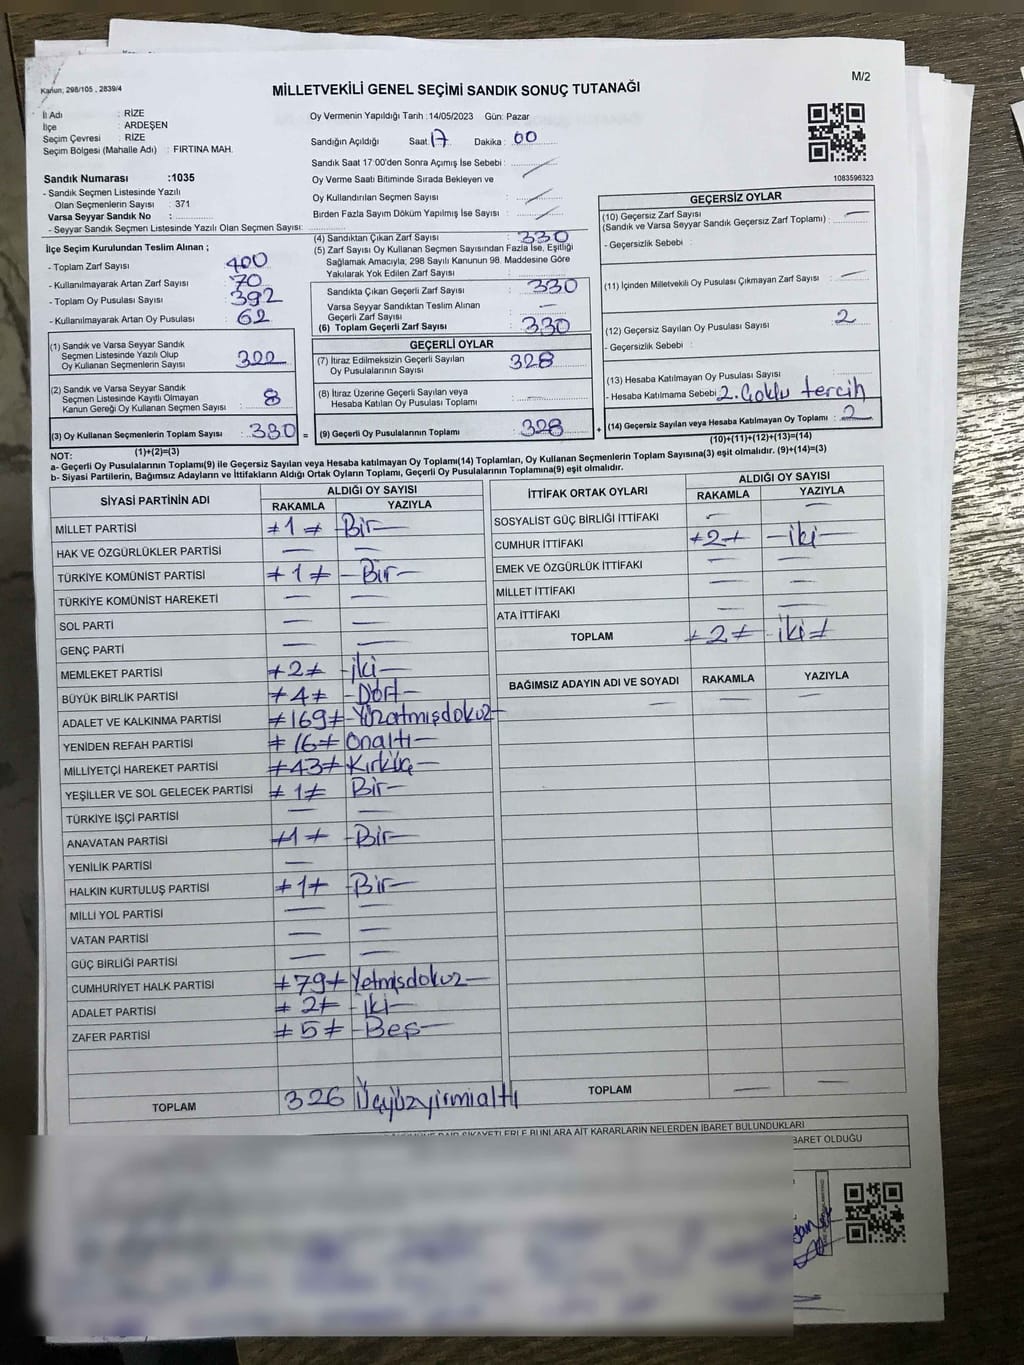 Kanun, 298/105 , 2839/4
M/2
MİLLETVEKİLİ GENEL SEÇİMİ SANDIK SONUÇ TUTANAĞI
İl Adı : RİZE
İlçe : ARDEŞEN
Seçim Çevresi : RİZE
Seçim Bölgesi (Mahalle Adı) : FIRTINA MAH.
Sandık Numarası :1035
- Sandık Seçmen Listesinde Yazılı
Olan Seçmenlerin Sayısı : 371
Varsa Seyyar Sandık No :
- Seyyar Sandık Seçmen Listesinde Yazılı Olan Seçmen Sayısı:
Oy Vermenin Yapıldığı Tarih :14/05/2023 Gün: Pazar
Sandığın Açıldığı Saat: 17 Dakika : 00
Sandık Saat 17:00'den Sonra Açımış İse Sebebi :
Oy Verme Saati Bitiminde Sırada Bekleyen ve
Oy Kullandırılan Seçmen Sayısı :
Birden Fazla Sayım Döküm Yapılmış İse Sayısı :
1083596323
İlçe Seçim Kurulundan Teslim Alınan ;
- Toplam Zarf Sayısı : 400
- Kullanılmayarak Artan Zarf Sayısı : 70
- Toplam Oy Pusulası Sayısı : 392
- Kullanılmayarak Artan Oy Pusulası : 62
(1) Sandık ve Varsa Seyyar Sandık
Seçmen Listesinde Yazılı Olup
Oy Kullanan Seçmenlerin Sayısı : 322
(2) Sandık ve Varsa Seyyar Sandık
Seçmen Listesinde Kayıtlı Olmayan
Kanun Gereği Oy Kullanan Seçmen Sayısı : 8
(3) Oy Kullanan Seçmenlerin Toplam Sayısı : 330 =
(1)+(2)=(3)
(4) Sandıktan Çıkan Zarf Sayısı : 330
(5) Zarf Sayısı Oy Kullanan Seçmen Sayısından Fazla İse, Eşitliği
Sağlamak Amacıyla, 298 Sayılı Kanunun 98. Maddesine Göre
Yakılarak Yok Edilen Zarf Sayısı :
Sandıkta Çıkan Geçerli Zarf Sayısı : 330
Varsa Seyyar Sandıktan Teslim Alınan
Geçerli Zarf Sayısı :
(6) Toplam Geçerli Zarf Sayısı : 330
GEÇERLİ OYLAR
(7) İtiraz Edilmeksizin Geçerli Sayılan
Oy Pusulalarının Sayısı : 328
(8) İtiraz Üzerine Geçerli Sayılan veya
Hesaba Katılan Oy Pusulası Toplamı :
(9) Geçerli Oy Pusulalarının Toplamı : 328 +
GEÇERSİZ OYLAR
(10) Geçersiz Zarf Sayısı
(Sandık ve Varsa Seyyar Sandık Geçersiz Zarf Toplamı) :
- Geçersizlik Sebebi :
(11) İçinden Milletvekili Oy Pusulası Çıkmayan Zarf Sayısı :
(12) Geçersiz Sayılan Oy Pusulası Sayısı : 2
- Geçersizlik Sebebi :
(13) Hesaba Katılmayan Oy Pusulası Sayısı :
- Hesaba Katılmama Sebebi : 2. Çoklu tercih
(14) Geçersiz Sayılan veya Hesaba Katılmayan Oy Toplamı : 2
(10)+(11)+(12)+(13)=(14)
NOT:
a- Geçerli Oy Pusulalarının Toplamı(9) ile Geçersiz Sayılan veya Hesaba katılmayan Oy Toplamı(14) Toplamları, Oy Kullanan Seçmenlerin Toplam Sayısına(3) eşit olmalıdır. (9)+(14)=(3)
b- Siyasi Partilerin, Bağımsız Adayların ve İttifakların Aldığı Ortak Oyların Toplamı, Geçerli Oy Pusulalarının Toplamına(9) eşit olmalıdır.
SİYASİ PARTİNİN ADI ALDIĞI OY SAYISI
RAKAMLA YAZIYLA
MİLLET PARTİSI ≠1≠ -Bir-
HAK VE ÖZGÜRLÜKLER PARTİSİ — —
TÜRKİYE KOMÜNİST PARTİSİ ≠1≠ -Bir-
TÜRKİYE KOMÜNİST HAREKETİ — —
SOL PARTİ — —
GENÇ PARTİ — —
MEMLEKET PARTİSİ ≠2≠ -İki-
BÜYÜK BİRLİK PARTİSİ ≠4≠ -Dört-
ADALET VE KALKINMA PARTİSİ ≠169≠ -Yüzatmışdokuz-
YENİDEN REFAH PARTİSİ ≠16≠ Onaltı-
MİLLİYETÇİ HAREKET PARTİSİ ≠43≠ Kırküç-
YEŞİLLER VE SOL GELECEK PARTİSİ ≠1≠ Bir-
TÜRKİYE İŞÇİ PARTİSİ — —
ANAVATAN PARTİSİ ≠1≠ -Bir-
YENİLİK PARTİSİ —
HALKIN KURTULUŞ PARTİSİ ≠1≠ -Bir-
MİLLİ YOL PARTİSİ — —
VATAN PARTİSİ — —
GÜÇ BİRLİĞİ PARTİSİ — —
CUMHURİYET HALK PARTİSİ ≠79≠ Yetmişdokuz-
ADALET PARTİSİ ≠2≠ -iki-
ZAFER PARTİSİ ≠5≠ -Beş-
TOPLAM 326 Üçyüzyirmialtı
İTTİFAK ORTAK OYLARI ALDIĞI OY SAYISI
RAKAMLA YAZIYLA
SOSYALİST GÜÇ BİRLİĞİ İTTİFAKI — —
CUMHUR İTTİFAKI ≠2≠ -iki-
EMEK VE ÖZGÜRLÜK İTTİFAKI — —
MİLLET İTTİFAKI — —
ATA İTTİFAKI — —
TOPLAM ≠2≠ -iki≠
BAĞIMSIZ ADAYIN ADI VE SOYADI RAKAMLA YAZIYLA
— — —
TOPLAM — —
ŞİKAYETLERLE BUNLARA AİT KARARLARIN NELERDEN İBARET BULUNDUKLARI
BARET OLDUĞU